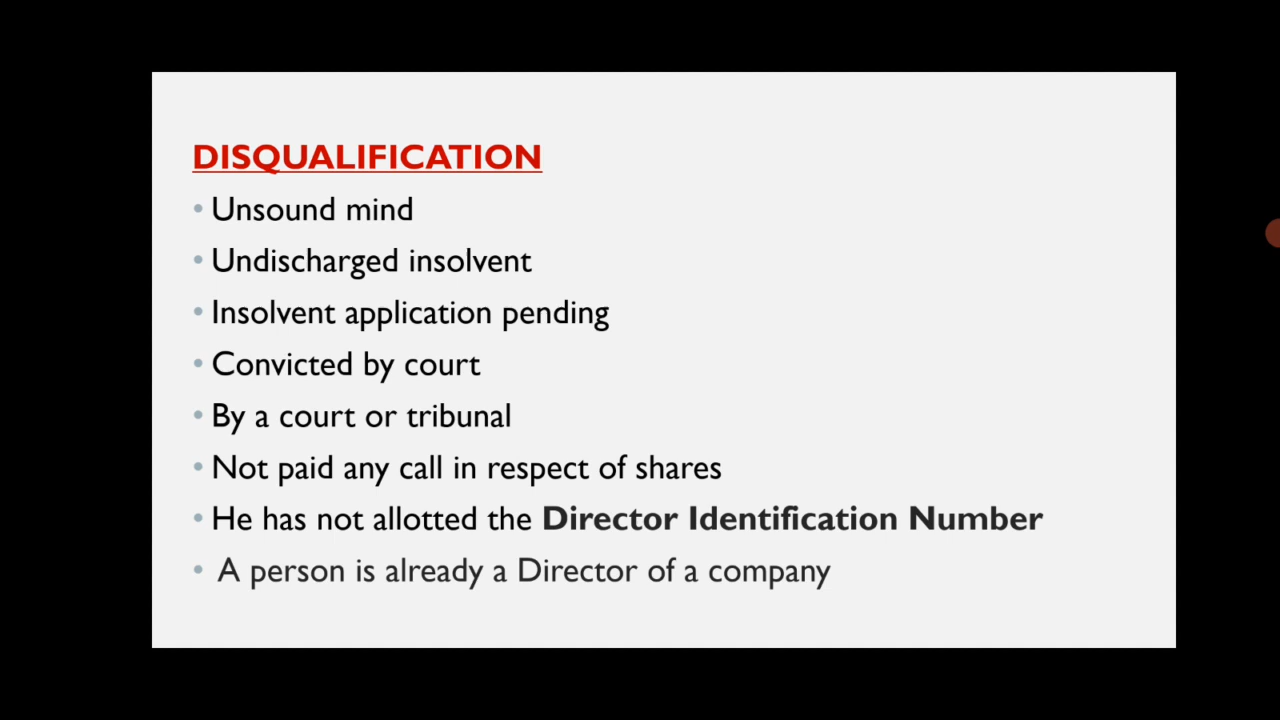 DISQUALIFICATION
• Unsound mind
• Undischarged insolvent
• Insolvent application pending
• Convicted by court
• By a court or tribunal
• Not paid any call in respect of shares
• He has not allotted the Director Identification Number
• A person is already a Director of a company